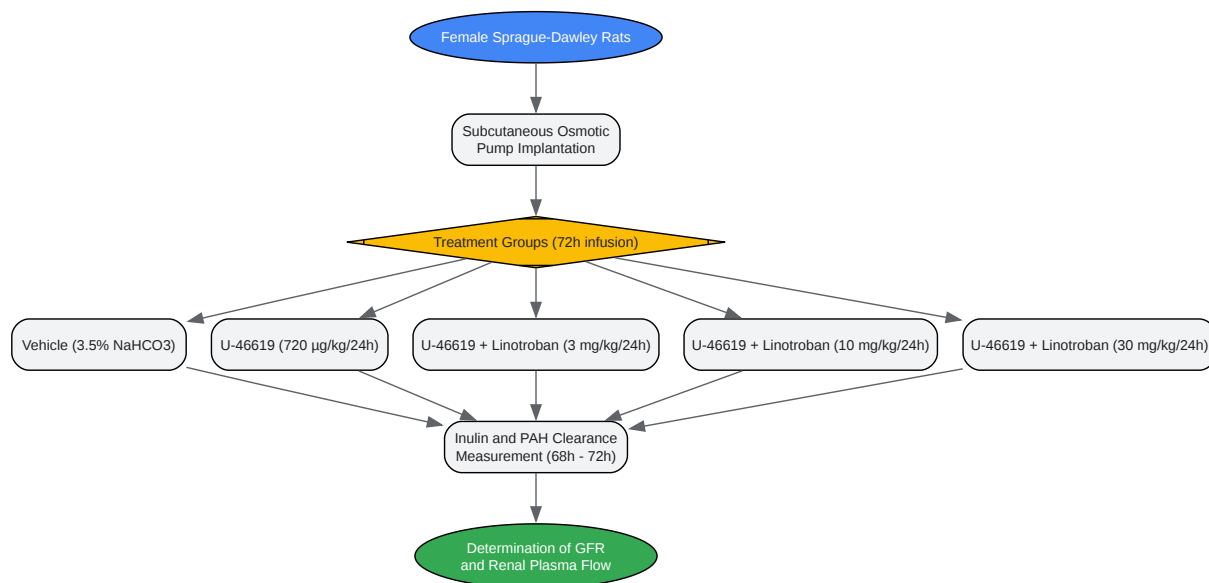 Female Sprague-Dawley Rats
Subcutaneous Osmotic
Pump Implantation
Treatment Groups (72h infusion)
Vehicle (3.5% NaHCO3)
U-46619 (720 µg/kg/24h)
U-46619 + Linotroban (3 mg/kg/24h)
U-46619 + Linotroban (10 mg/kg/24h)
U-46619 + Linotroban (30 mg/kg/24h)
Inulin and PAH Clearance
Measurement (68h - 72h)
Determination of GFR
and Renal Plasma Flow